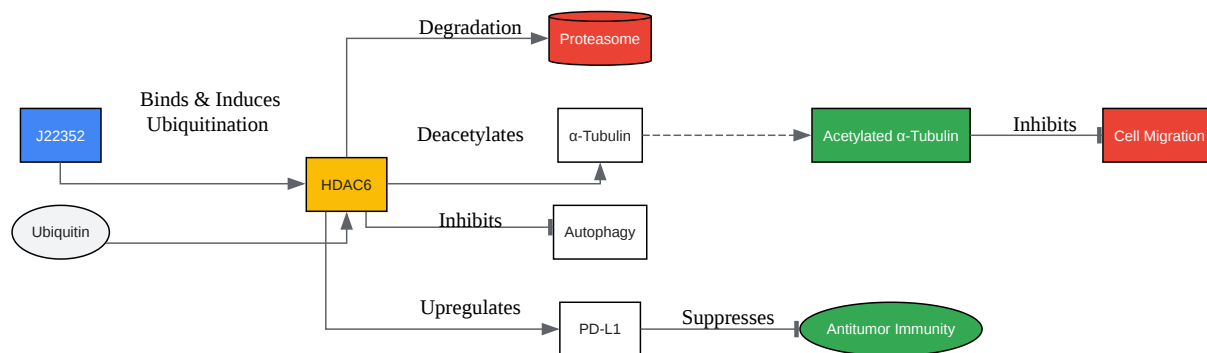 Degradation
Proteasome
Binds & Induces
Ubiquitination
J22352
Deacetylates
α-Tubulin
Acetylated α-Tubulin
Inhibits
Cell Migration
HDAC6
Ubiquitin
Inhibits
Autophagy
Upregulates
PD-L1
Suppresses
Antitumor Immunity